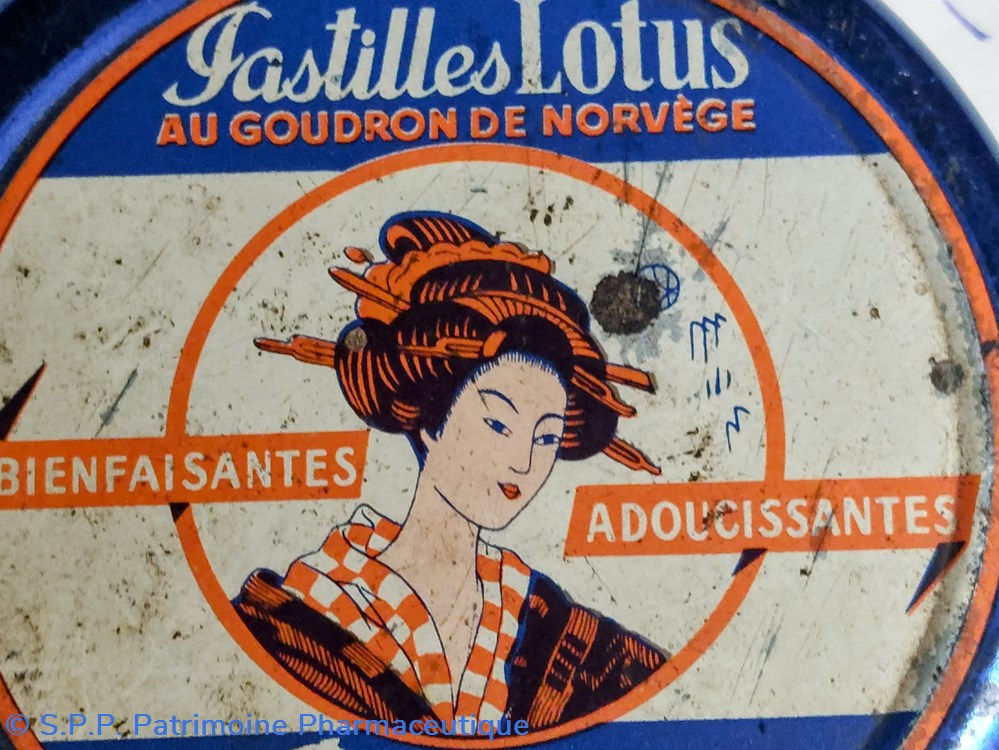 Pastilles Lotus
AU GOUDRON DE NORVÈGE
BIENFAISANTES
ADOUCISSANTES
© S.P.P. Patrimoine Pharmaceutique